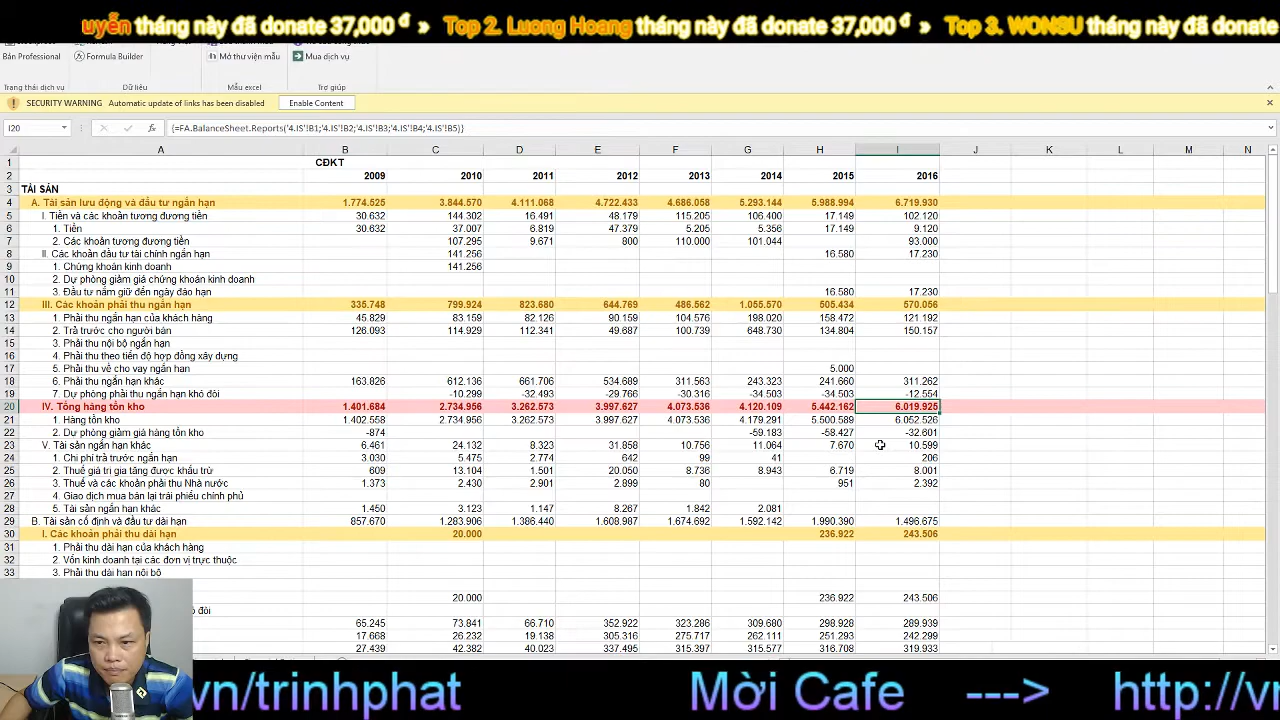 uyễn tháng này đã donate 37,000 đ » Top 2. Luong Hoang tháng này đã donate 37,000 đ » Top 3. WONSU tháng này đã donate
Bản Professional Formula Builder Mở thư viện mẫu Mua dịch vụ
Trạng thái dịch vụ Dữ liệu Mẫu excel Trợ giúp
SECURITY WARNING Automatic update of links has been disabled Enable Content
I20 {=FA.BalanceSheet.Reports('4.IS'!B1;'4.IS'!B2;'4.IS'!B3;'4.IS'!B4;'4.IS'!B5)}
A B C D E F G H I J K L M N
1 CĐKT
2 2009 2010 2011 2012 2013 2014 2015 2016
3 TÀI SẢN
4 A. Tài sản lưu động và đầu tư ngắn hạn 1.774.525 3.844.570 4.111.068 4.722.433 4.686.058 5.293.144 5.988.994 6.719.930
5 I. Tiền và các khoản tương đương tiền 30.632 144.302 16.491 48.179 115.205 106.400 17.149 102.120
6 1. Tiền 30.632 37.007 6.819 47.379 5.205 5.356 17.149 9.120
7 2. Các khoản tương đương tiền 107.295 9.671 800 110.000 101.044 93.000
8 II. Các khoản đầu tư tài chính ngắn hạn 141.256 16.580 17.230
9 1. Chứng khoán kinh doanh 141.256
10 2. Dự phòng giảm giá chứng khoán kinh doanh
11 3. Đầu tư nắm giữ đến ngày đáo hạn 16.580 17.230
12 III. Các khoản phải thu ngắn hạn 335.748 799.924 823.680 644.769 486.562 1.055.570 505.434 570.056
13 1. Phải thu ngắn hạn của khách hàng 45.829 83.159 82.126 90.159 104.576 198.020 158.472 121.192
14 2. Trả trước cho người bán 126.093 114.929 112.341 49.687 100.739 648.730 134.804 150.157
15 3. Phải thu nội bộ ngắn hạn
16 4. Phải thu theo tiến độ hợp đồng xây dựng
17 5. Phải thu về cho vay ngắn hạn 5.000
18 6. Phải thu ngắn hạn khác 163.826 612.136 661.706 534.689 311.563 243.323 241.660 311.262
19 7. Dự phòng phải thu ngắn hạn khó đòi -10.299 -32.493 -29.766 -30.316 -34.503 -34.503 -12.554
20 IV. Tổng hàng tồn kho 1.401.684 2.734.956 3.262.573 3.997.627 4.073.536 4.120.109 5.442.162 6.019.925
21 1. Hàng tồn kho 1.402.558 2.734.956 3.262.573 3.997.627 4.073.536 4.179.291 5.500.589 6.052.526
22 2. Dự phòng giảm giá hàng tồn kho -874 -59.183 -58.427 -32.601
23 V. Tài sản ngắn hạn khác 6.461 24.132 8.323 31.858 10.756 11.064 7.670 10.599
24 1. Chi phí trả trước ngắn hạn 3.030 5.475 2.774 642 99 41 206
25 2. Thuế giá trị gia tăng được khấu trừ 609 13.104 1.501 20.050 8.736 8.943 6.719 8.001
26 3. Thuế và các khoản phải thu Nhà nước 1.373 2.430 2.901 2.899 80 951 2.392
27 4. Giao dịch mua bán lại trái phiếu chính phủ
28 5. Tài sản ngắn hạn khác 1.450 3.123 1.147 8.267 1.842 2.081
29 B. Tài sản cố định và đầu tư dài hạn 857.670 1.283.906 1.386.440 1.608.987 1.674.692 1.592.142 1.990.390 1.496.675
30 I. Các khoản phải thu dài hạn 20.000 236.922 243.506
31 1. Phải thu dài hạn của khách hàng
32 2. Vốn kinh doanh tại các đơn vị trực thuộc
33 3. Phải thu dài hạn nội bộ
20.000 236.922 243.506
ó đòi
65.245 73.841 66.710 352.922 323.286 309.680 298.928 289.939
17.668 26.232 19.138 305.316 275.717 262.111 251.293 242.299
27.439 42.382 40.023 337.495 315.397 315.577 316.708 319.933
vn/trinhphat Mời Cafe ---> http://vn